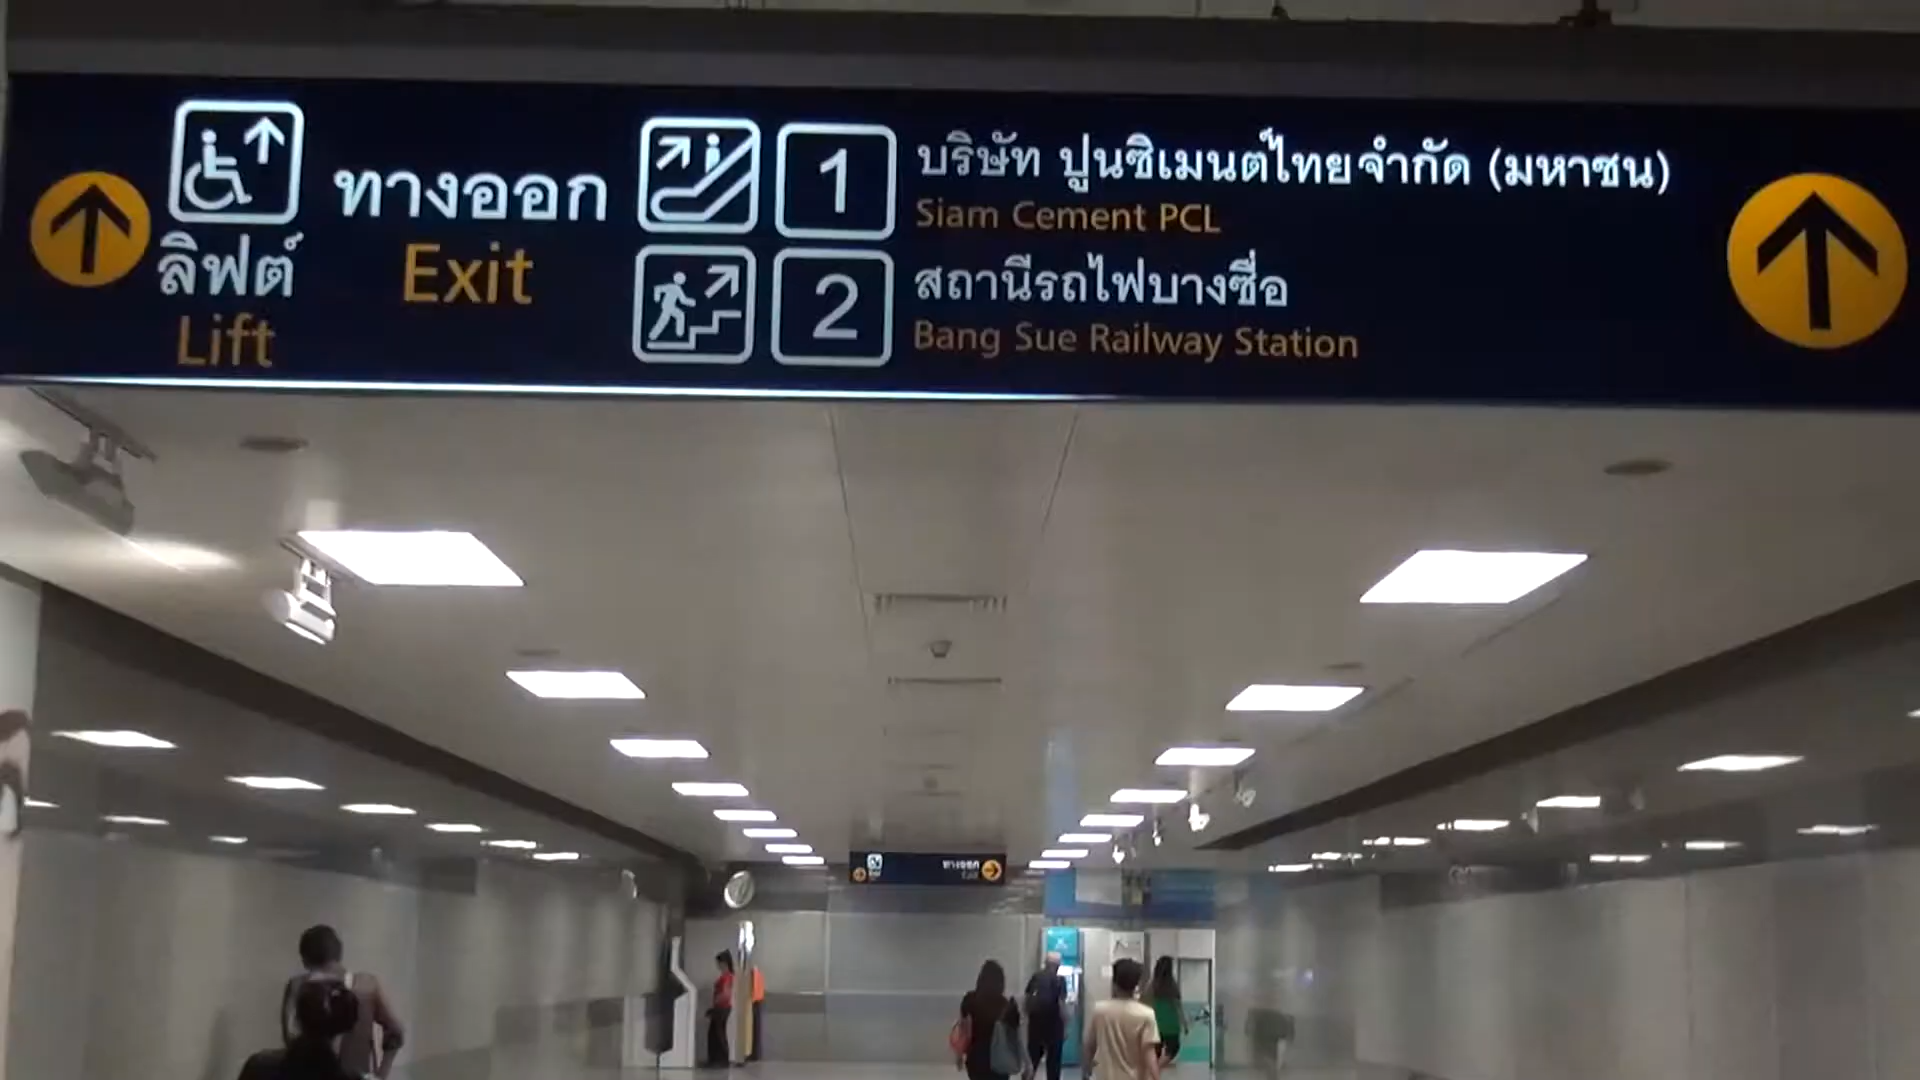 ลิฟต์
Lift
ทางออก
Exit
1
บริษัท ปูนซิเมนต์ไทยจำกัด (มหาชน)
Siam Cement PCL
2
สถานีรถไฟบางซื่อ
Bang Sue Railway Station
ทางออก